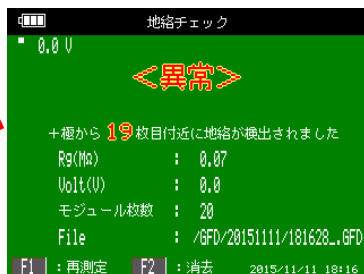 地絡チェック
0.0 V
<異常>
+極から 19 枚目付近に地絡が検出されました
Rg(MΩ) : 0.07
Volt(V) : 0.0
モジュール枚数 : 20
File : /GFD/20151111/181628_.GFD
F1 : 再測定 F2 : 消去 2015/11/11 18:16